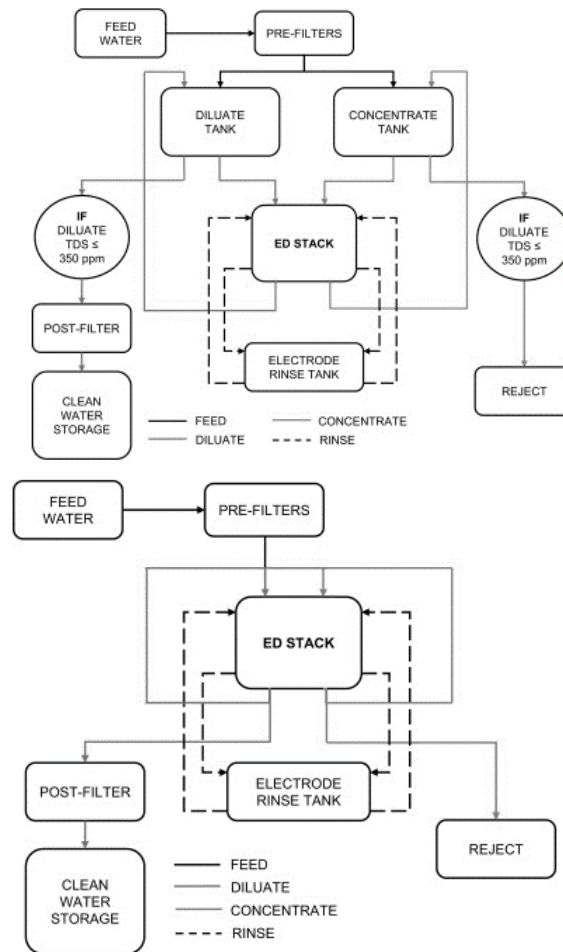 FEED
WATER
PRE-FILTERS
DILUATE
TANK
CONCENTRATE
TANK
IF
DILUATE
TDS ≤
350 ppm
ED STACK
IF
DILUATE
TDS ≤
350 ppm
POST-FILTER
ELECTRODE
RINSE TANK
REJECT
CLEAN
WATER
STORAGE
FEED
CONCENTRATE
DILUATE
RINSE
FEED
WATER
PRE-FILTERS
ED STACK
POST-FILTER
ELECTRODE
RINSE TANK
REJECT
CLEAN
WATER
STORAGE
FEED
DILUATE
CONCENTRATE
RINSE